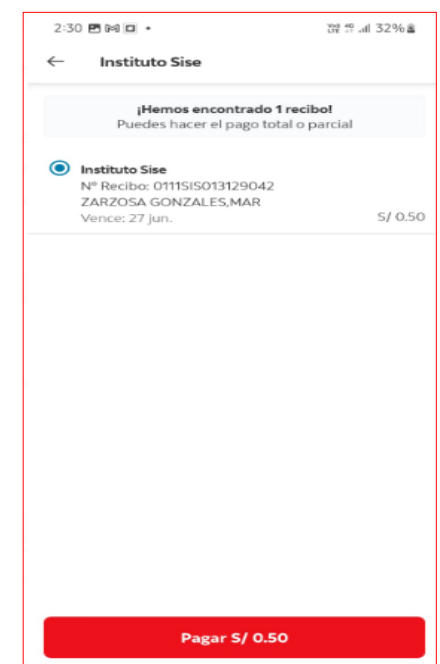 2:30
32%
Instituto Sise
¡Hemos encontrado 1 recibo!
Puedes hacer el pago total o parcial
Instituto Sise
N° Recibo: 0111SIS013129042
ZARZOSA GONZALES,MAR
Vence: 27 jun.
S/ 0.50
Pagar S/ 0.50